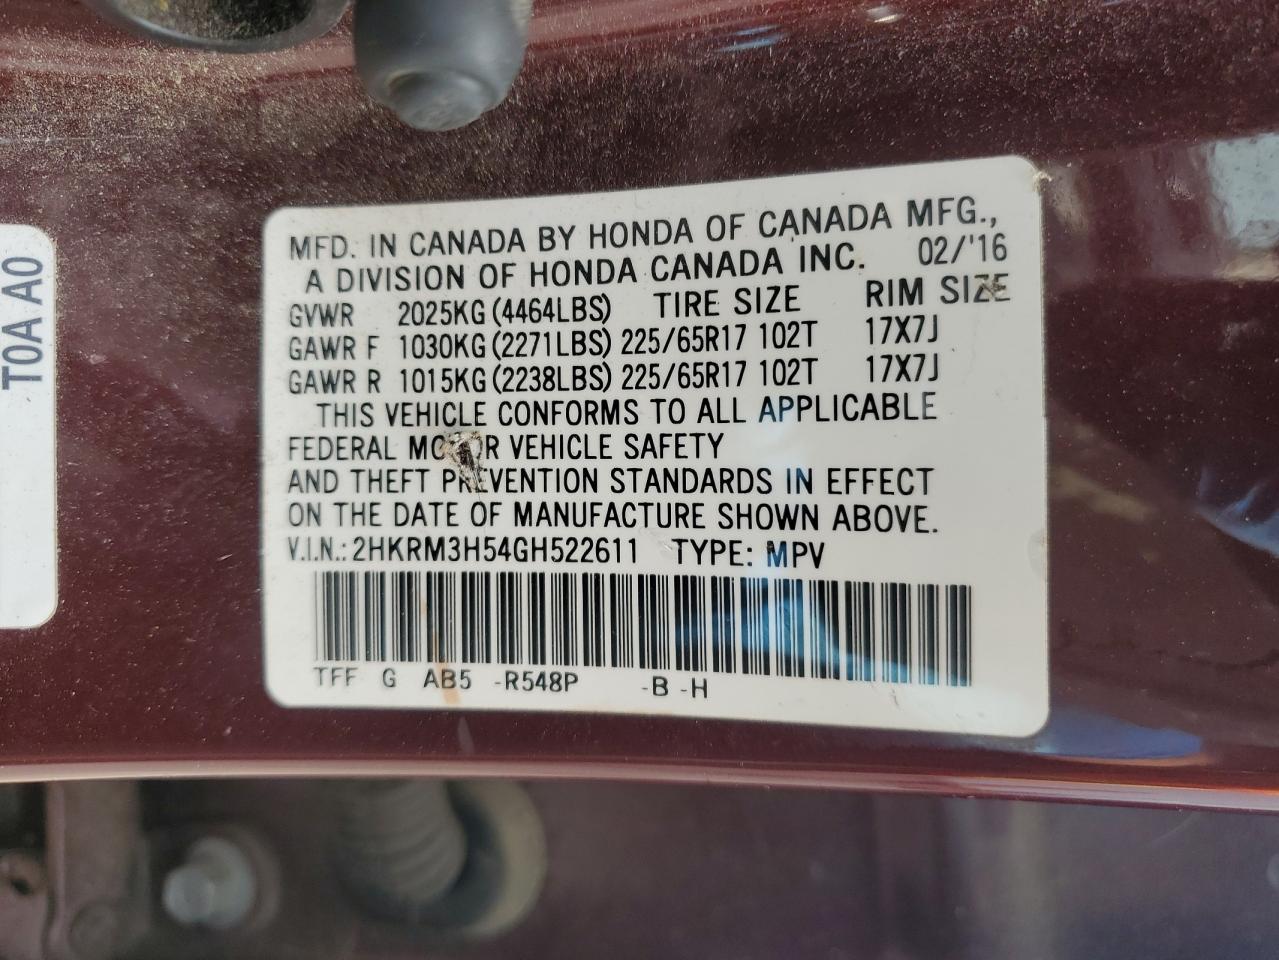 T0A A0
MFD. IN CANADA BY HONDA OF CANADA MFG.,
A DIVISION OF HONDA CANADA INC. 02/'16
GVWR 2025KG (4464LBS) TIRE SIZE RIM SIZE
GAWR F 1030KG (2271LBS) 225/65R17 102T 17X7J
GAWR R 1015KG (2238LBS) 225/65R17 102T 17X7J
THIS VEHICLE CONFORMS TO ALL APPLICABLE
FEDERAL MOTOR VEHICLE SAFETY
AND THEFT PREVENTION STANDARDS IN EFFECT
ON THE DATE OF MANUFACTURE SHOWN ABOVE.
V.I.N.: 2HKRM3H54GH522611 TYPE: MPV
TFF G AB5 -R548P -B -H